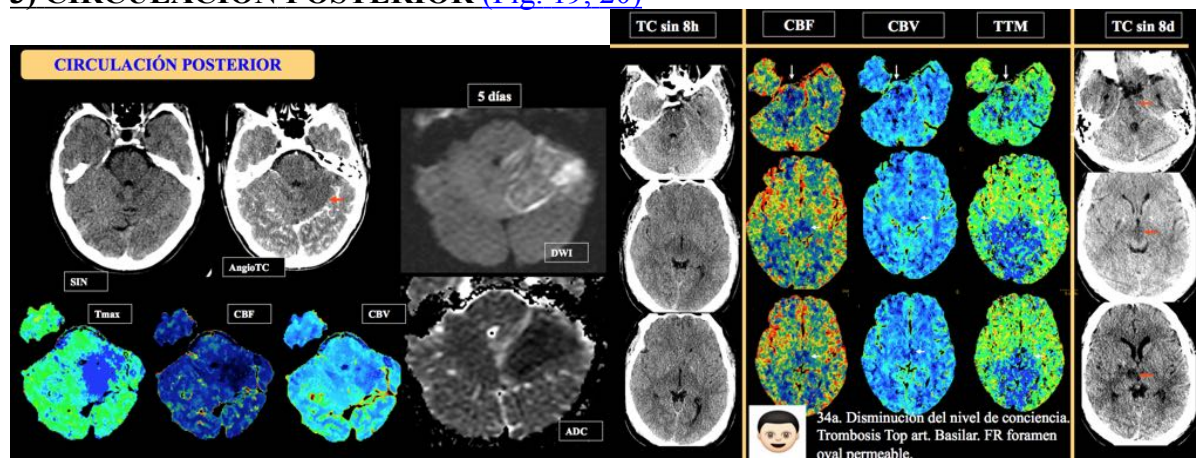 5) CIRCULACIÓN POSTERIOR (Fig. 19, 20)
CIRCULACIÓN POSTERIOR
5 días
SIN
AngioTC
DWI
Tmax
CBF
CBV
ADC
TC sin 8h
CBF
CBV
TTM
TC sin 8d
34a. Disminución del nivel de conciencia.
Trombosis Top art. Basilar. FR foramen
oval permeable.